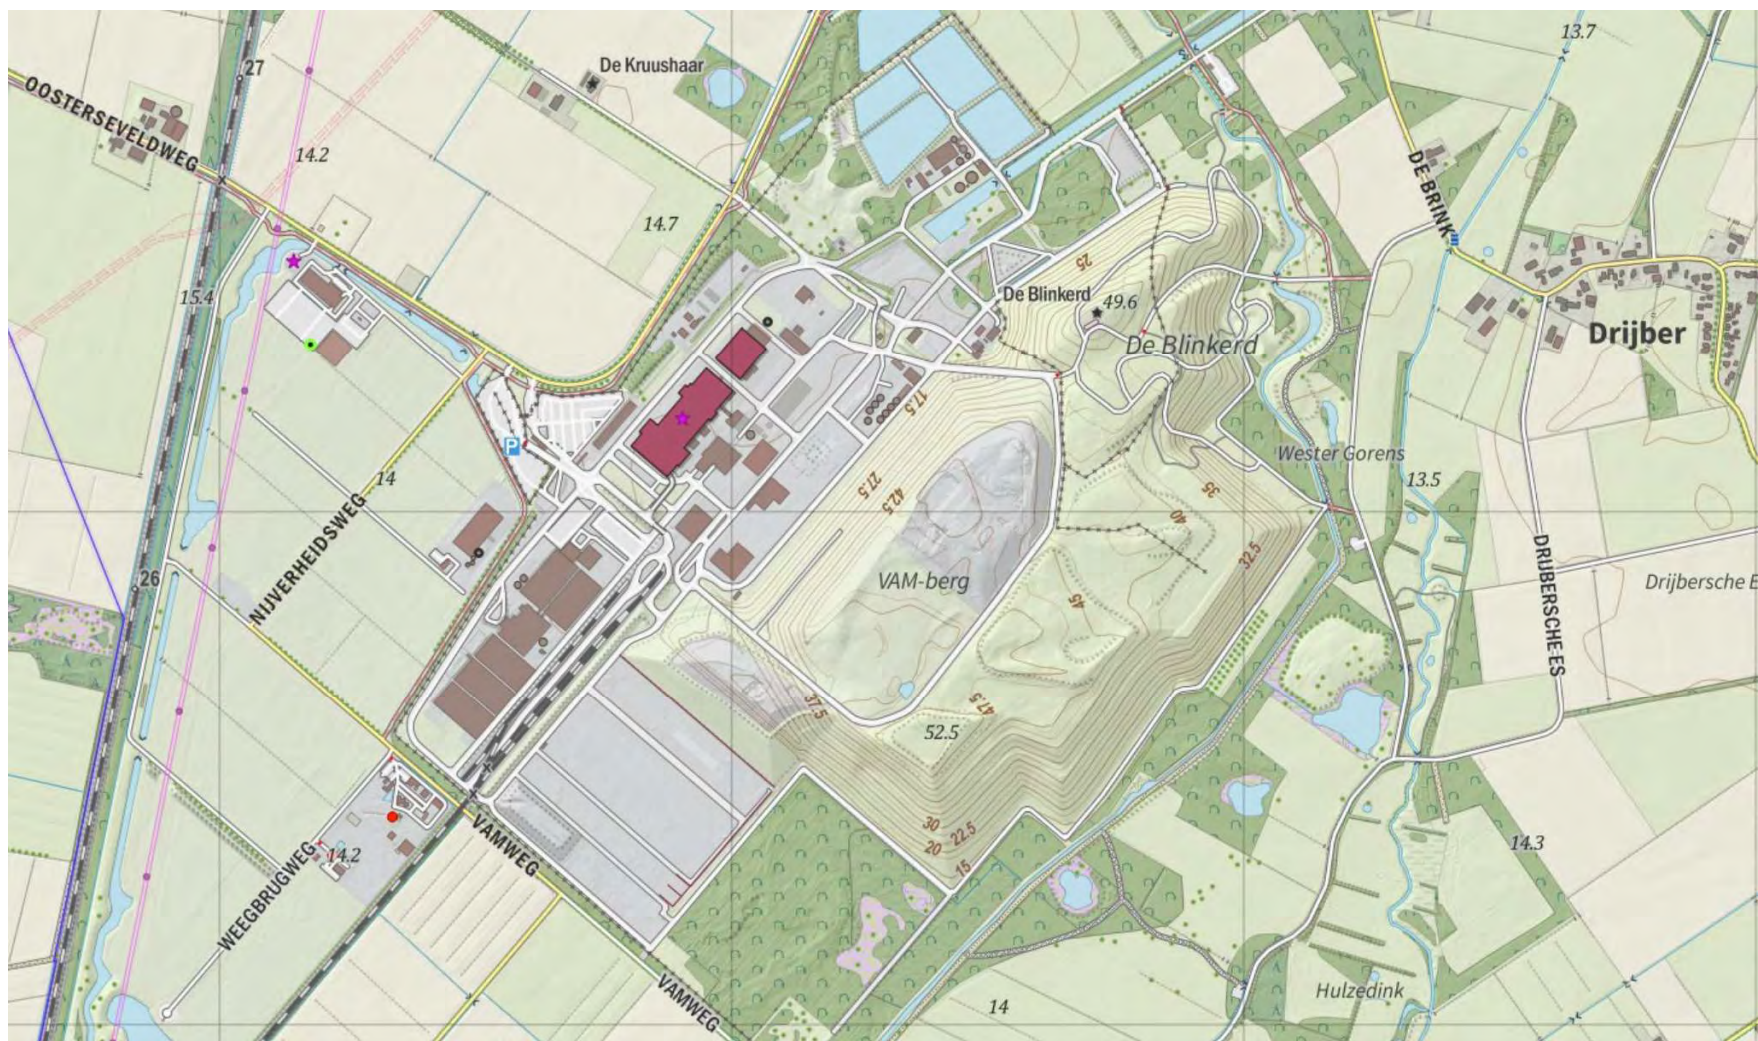 13.7
De Kruushaar
27
OOSTERSEVELDWEG
14.2
DE BRINK
14.7
25
15.4
De Blinkerd
49.6
De Blinkerd
Drijber
17.5
P
Wester Gorens
14
27.5
42.5
35
13.5
40
NIJVERHEIDSWEG
32.5
DRIJBERSCHE-ES
26
VAM-berg
45
Drijbersche E
37.5
47.5
52.5
30
22.5
20
15
VAMWEG
14.2
14.3
WEEGBRUGWEG
VAMWEG
14
Hulzedink